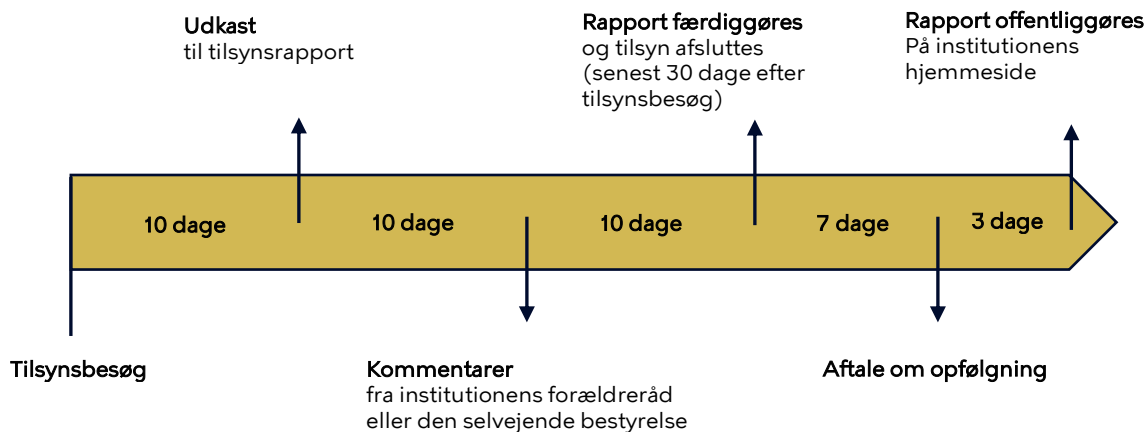 Udkast
til tilsynsrapport
Rapport færdiggøres
og tilsyn afsluttes
(senest 30 dage efter
tilsynsbesøg)
Rapport offentliggøres
På institutionens
hjemmeside
10 dage
10 dage
10 dage
7 dage
3 dage
Tilsynsbesøg
Kommentarer
fra institutionens forældreråd
eller den selvejende bestyrelse
Aftale om opfølgning